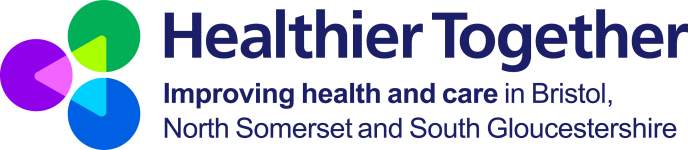 Healthier Together
Improving health and care in Bristol,
North Somerset and South Gloucestershire